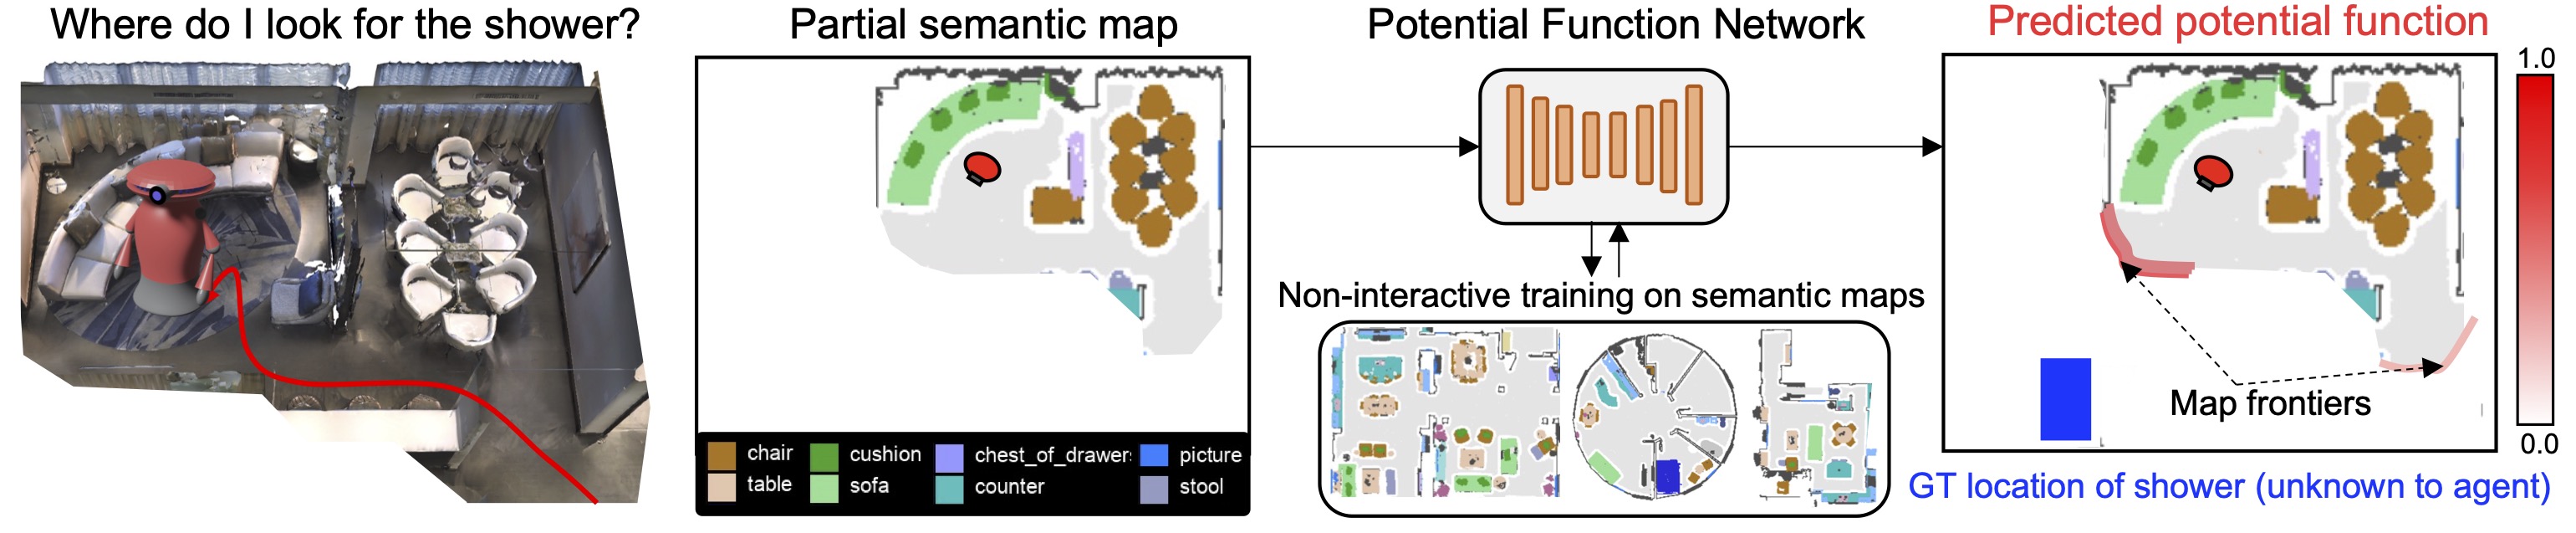 Where do I look for the shower?
Partial semantic map
Potential Function Network
Predicted potential function
1.0
Non-interactive training on semantic maps
Map frontiers
chair
cushion
chest_of_drawer
picture
table
sofa
counter
stool
0.0
GT location of shower (unknown to agent)